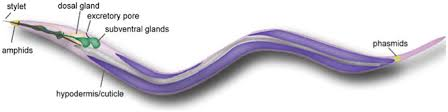 stylet
dosal gland
excretory pore
subventral glands
amphids
phasmids
hypodermis/cuticle